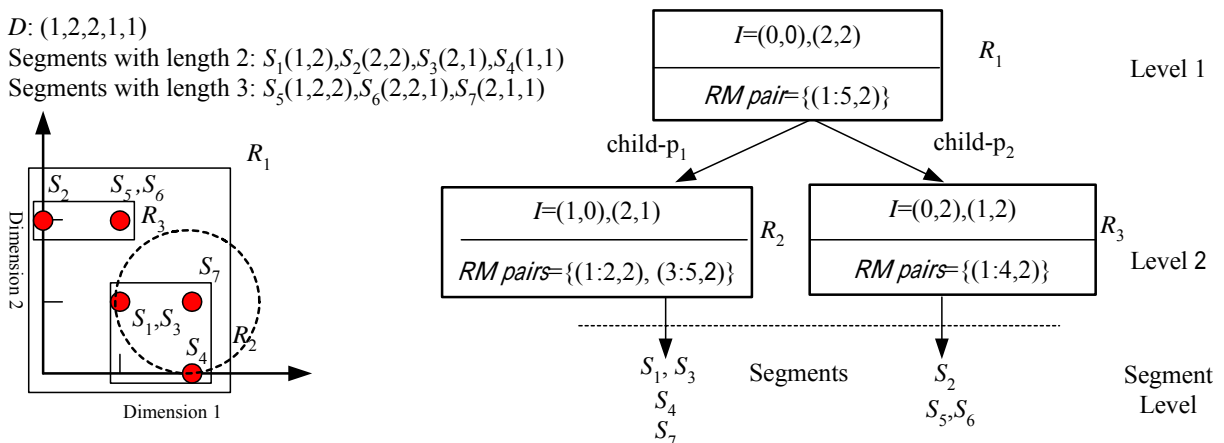 D: (1,2,2,1,1)
Segments with length 2: S₁(1,2),S₂(2,2),S₃(2,1),S₄(1,1)
Segments with length 3: S₅(1,2,2),S₆(2,2,1),S₇(2,1,1)
R₁
S₂
S₅,S₆
R₃
Dimension 2
S₇
S₁,S₃
R₂
S₄
Dimension 1
I=(0,0),(2,2)
R₁
Level 1
RM pair={(1:5,2)}
child-p₁
child-p₂
I=(1,0),(2,1)
R₂
I=(0,2),(1,2)
R₃
RM pairs={(1:2,2), (3:5,2)}
RM pairs={(1:4,2)}
Level 2
S₁, S₃
S₄
S₇
Segments
S₂
S₅,S₆
Segment
Level